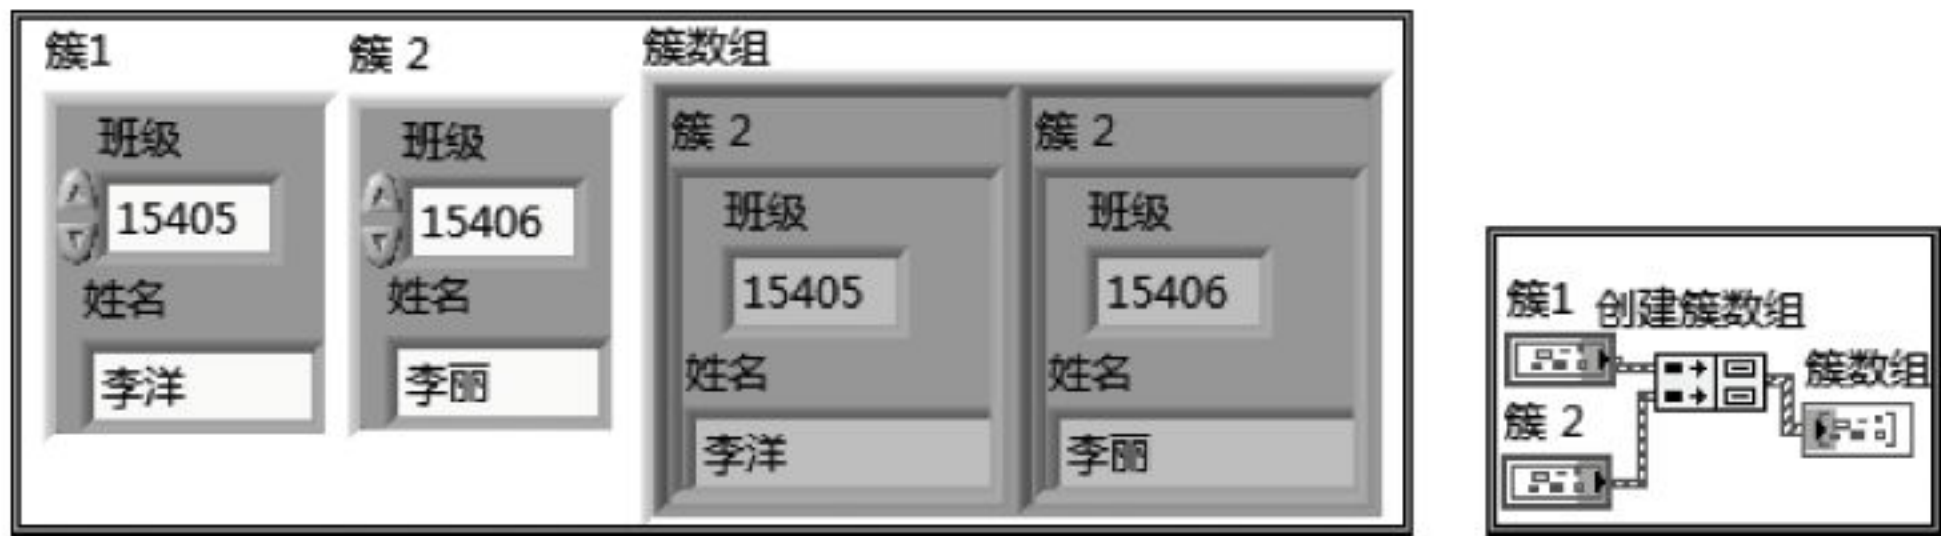 簇1
班级
15405
姓名
李洋
簇 2
班级
15406
姓名
李丽
簇数组
簇 2
班级
15405
姓名
李洋
簇 2
班级
15406
姓名
李丽
簇1
创建簇数组
簇数组
簇 2